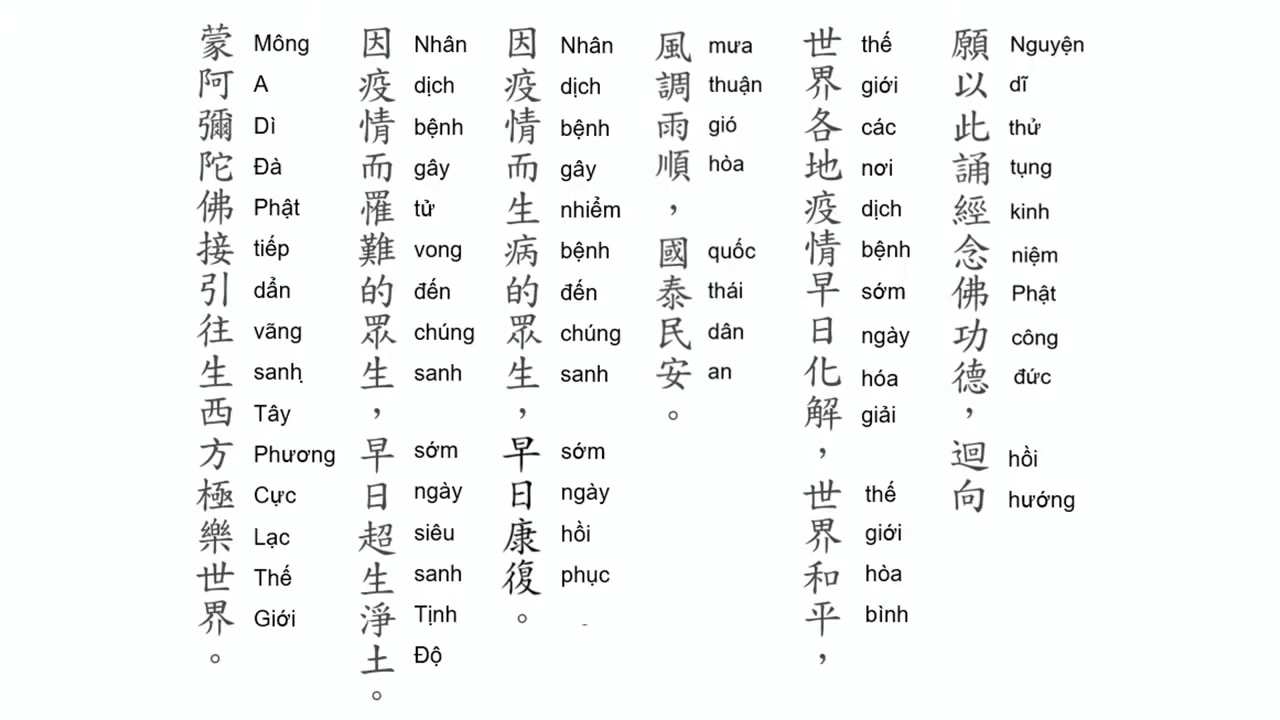 願以此誦經念佛功德，迴向
Nguyện dĩ thử tụng kinh niệm Phật công đức hồi hướng
世界各地疫情早日化解，世界和平，
thế giới các nơi dịch bệnh sớm ngày hóa giải thế giới hòa bình
風調雨順，國泰民安。
mưa thuận gió hòa quốc thái dân an
因疫情而生病的眾生，早日康復。
Nhân dịch bệnh gây nhiểm bệnh đến chúng sanh sớm ngày hồi phục
因疫情而罹難的眾生，早日超生淨土。
Nhân dịch bệnh gây tử vong đến chúng sanh sớm ngày siêu sanh Tịnh Độ
蒙阿彌陀佛接引往生西方極樂世界。
Mông A Dì Đà Phật tiếp dẩn vãng sanh Tây Phương Cực Lạc Thế Giới